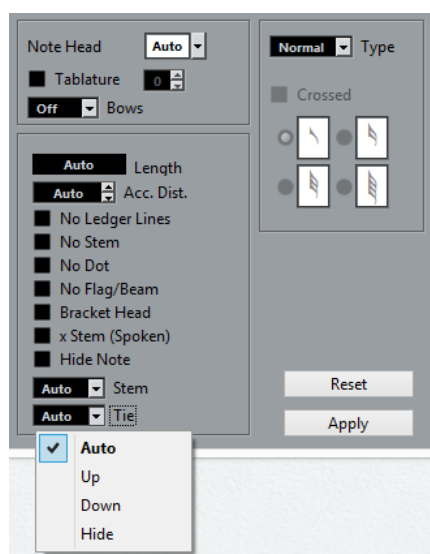 Note Head Auto
Tablature 0
Off Bows
Auto Length
Auto Acc. Dist.
No Ledger Lines
No Stem
No Dot
No Flag/Beam
Bracket Head
x Stem (Spoken)
Hide Note
Auto Stem
Auto Tie
Auto
Up
Down
Hide
Normal Type
Crossed
Reset
Apply